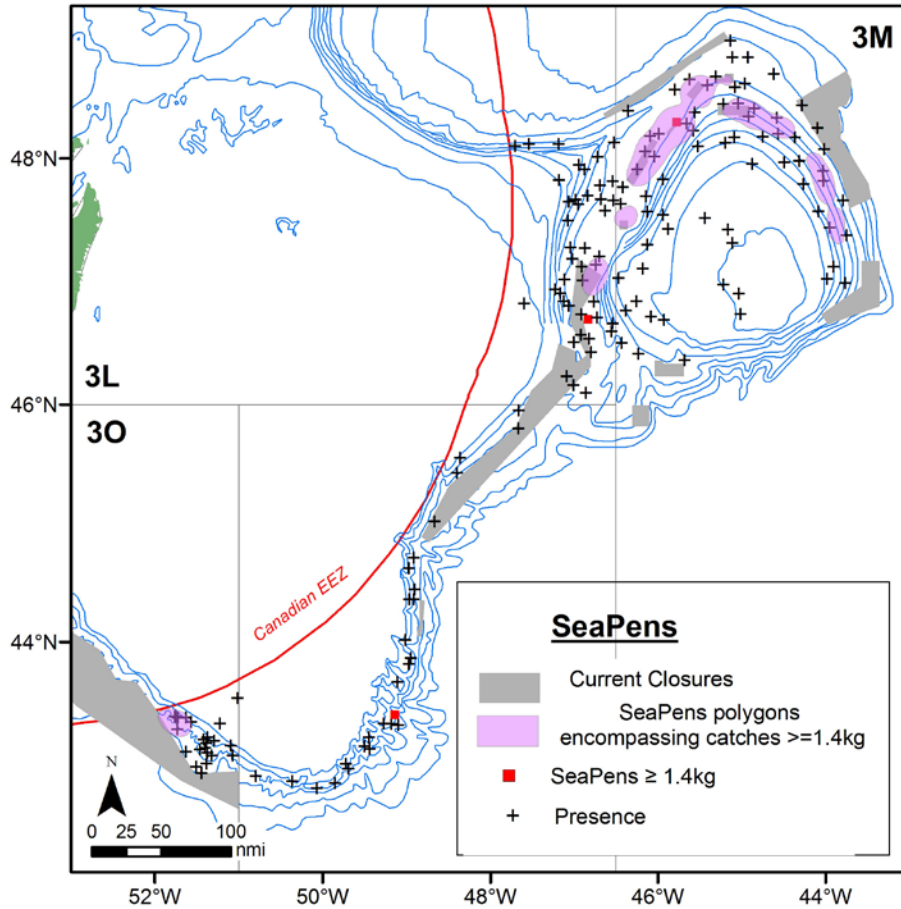 3M
48°N
3L
46°N
3O
Canadian EEZ
44°N
SeaPens
Current Closures
SeaPens polygons
encompassing catches >=1.4kg
SeaPens ≥ 1.4kg
Presence
N
0 25 50 100
nmi
52°W 50°W 48°W 46°W 44°W